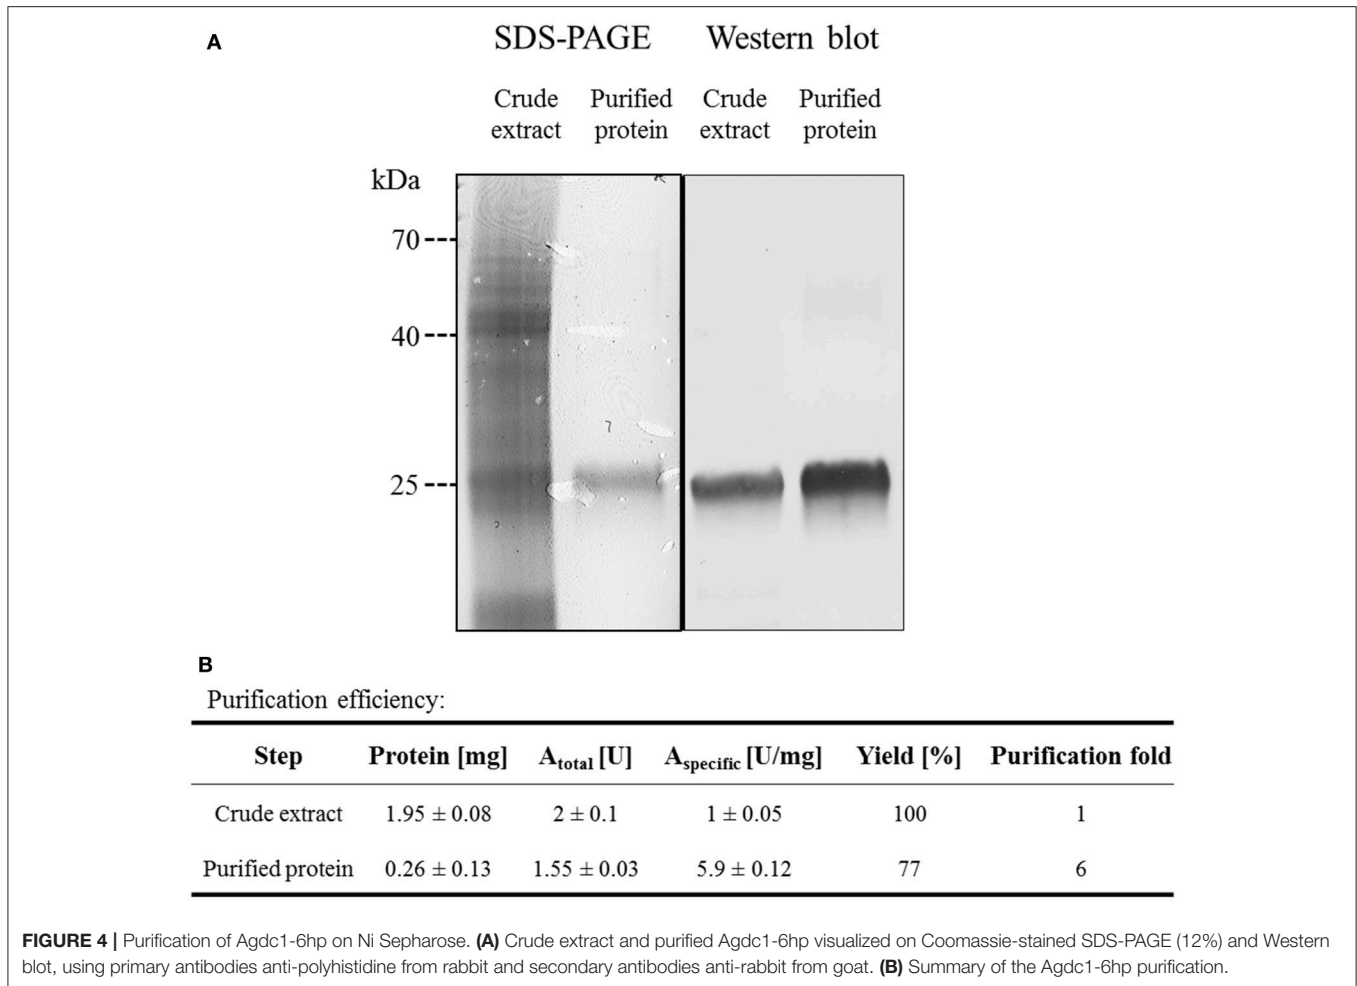 A
SDS-PAGE Western blot
Crude Purified Crude Purified
extract protein extract protein
kDa
70
40
25
B
Purification efficiency:
Step Protein [mg] Atotal [U] Aspecific [U/mg] Yield [%] Purification fold
Crude extract 1.95 ± 0.08 2 ± 0.1 1 ± 0.05 100 1
Purified protein 0.26 ± 0.13 1.55 ± 0.03 5.9 ± 0.12 77 6
FIGURE 4 | Purification of Agdc1-6hp on Ni Sepharose. (A) Crude extract and purified Agdc1-6hp visualized on Coomassie-stained SDS-PAGE (12%) and Western
blot, using primary antibodies anti-polyhistidine from rabbit and secondary antibodies anti-rabbit from goat. (B) Summary of the Agdc1-6hp purification.